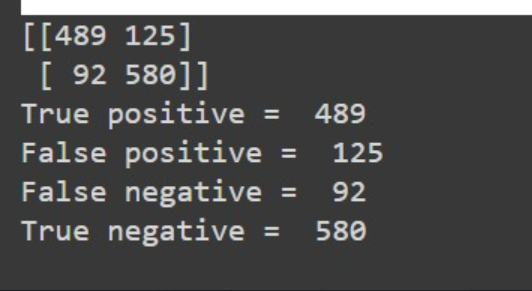 [[489 125]
 [ 92 580]]
True positive =  489
False positive =  125
False negative =  92
True negative =  580